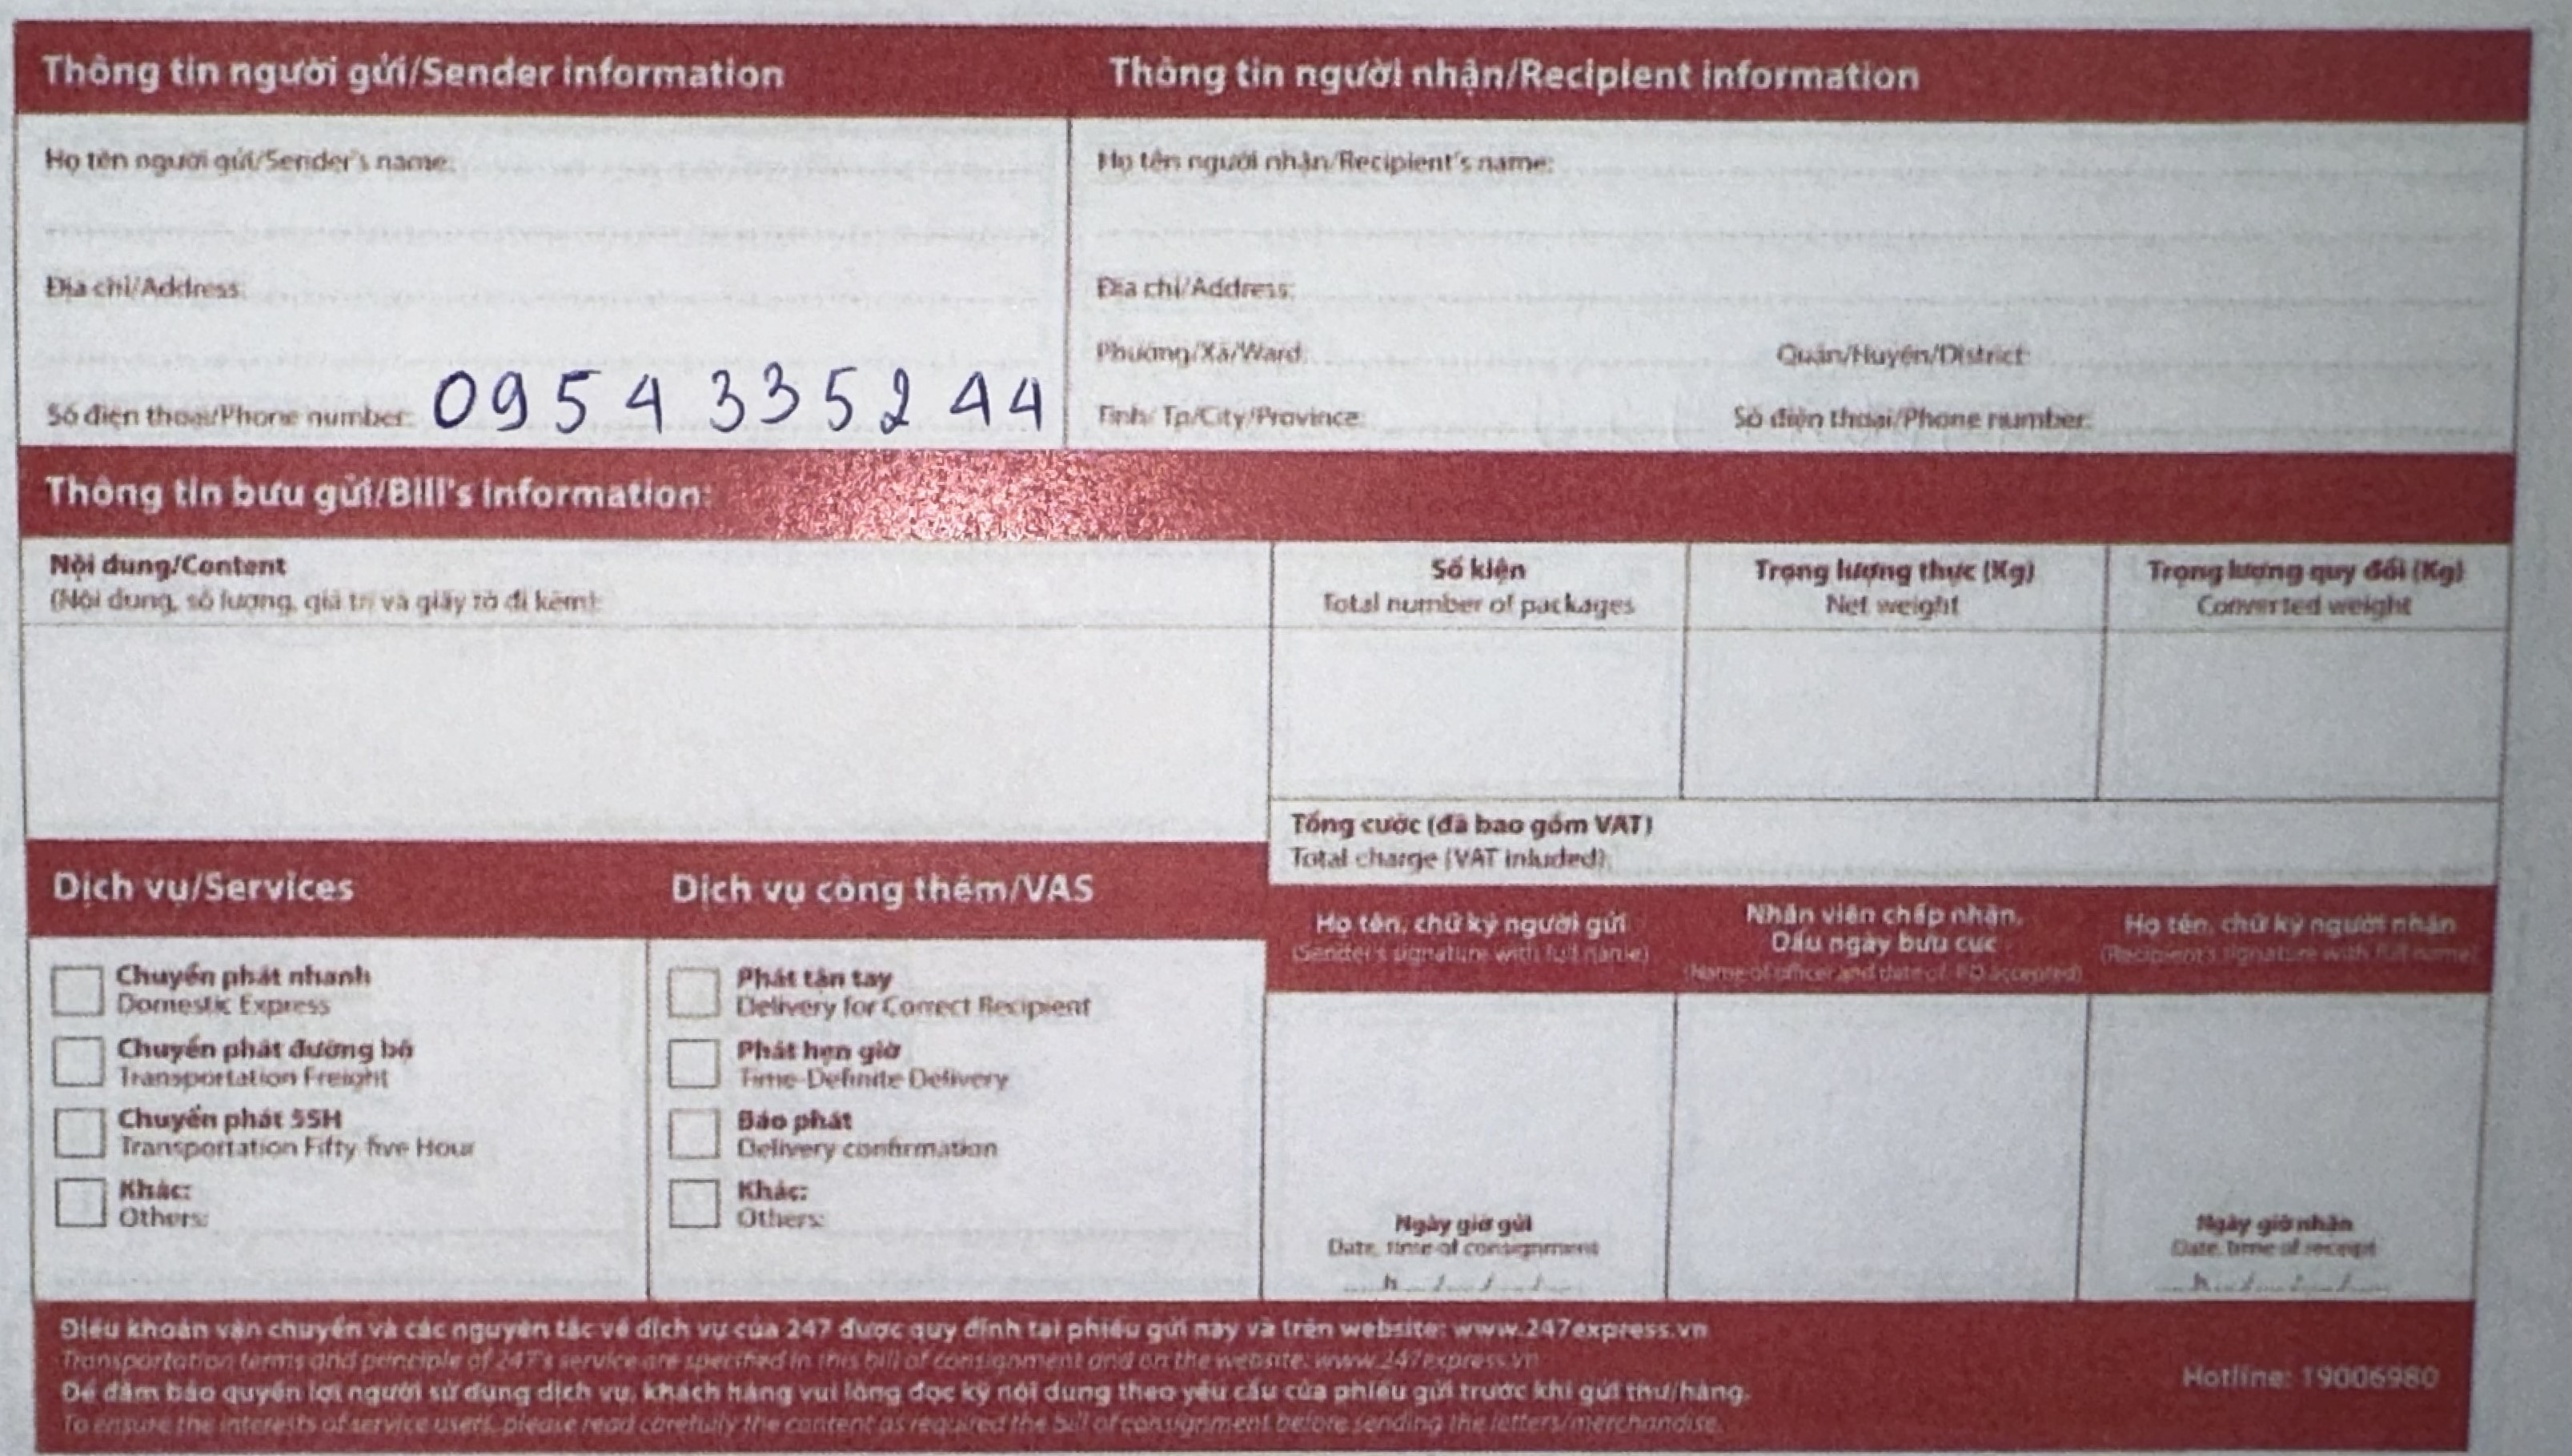 Thông tin người gửi/Sender information
Thông tin người nhận/Recipient information
Họ tên người gửi/Sender's name:
Họ tên người nhận/Recipient's name:
Địa chỉ/Address:
Địa chỉ/Address:
Phường/Xã/Ward: Quận/Huyện/District:
Số điện thoại/Phone number: 0954335244
Tỉnh/ Tp/City/Province: Số điện thoại/Phone number:
Thông tin bưu gửi/Bill's information:
Nội dung/Content
(Nội dung, số lượng, giá trị và giấy tờ đi kèm):
Số kiện
Total number of packages
Trọng lượng thực (Kg)
Net weight
Trọng lượng quy đổi (Kg)
Converted weight
Tổng cước (đã bao gồm VAT)
Total charge (VAT inluded):
Dịch vụ/Services
Chuyển phát nhanh
Domestic Express
Chuyển phát đường bộ
Transportation Freight
Chuyển phát 55H
Transportation Fifty five Hour
Khác:
Others:
Dịch vụ cộng thêm/VAS
Phát tận tay
Delivery for Correct Recipient
Phát hẹn giờ
Time-Definite Delivery
Báo phát
Delivery confirmation
Khác:
Others:
Họ tên, chữ ký người gửi
(Sender's signature with full name)
Nhân viên chấp nhận,
Dấu ngày bưu cục
(Name of officer and date of PO accepted)
Họ tên, chữ ký người nhận
(Recipient's signature with full name)
Ngày giờ gửi
Date, time of consignment
h / / /
Ngày giờ nhận
Date, time of receipt
h / / /
Điều khoản vận chuyển và các nguyên tắc về dịch vụ của 247 được quy định tại phiếu gửi này và trên website: www.247express.vn
Transportation terms and principle of 247's service are specified in this bill of consignment and on the website: www.247express.vn
Để đảm bảo quyền lợi người sử dụng dịch vụ, khách hàng vui lòng đọc kỹ nội dung theo yêu cầu của phiếu gửi trước khi gửi thư/hàng.
To ensure the interests of service users, please read carefully the content as required the bill of consignment before sending the letters/merchandise.
Hotline: 19006980